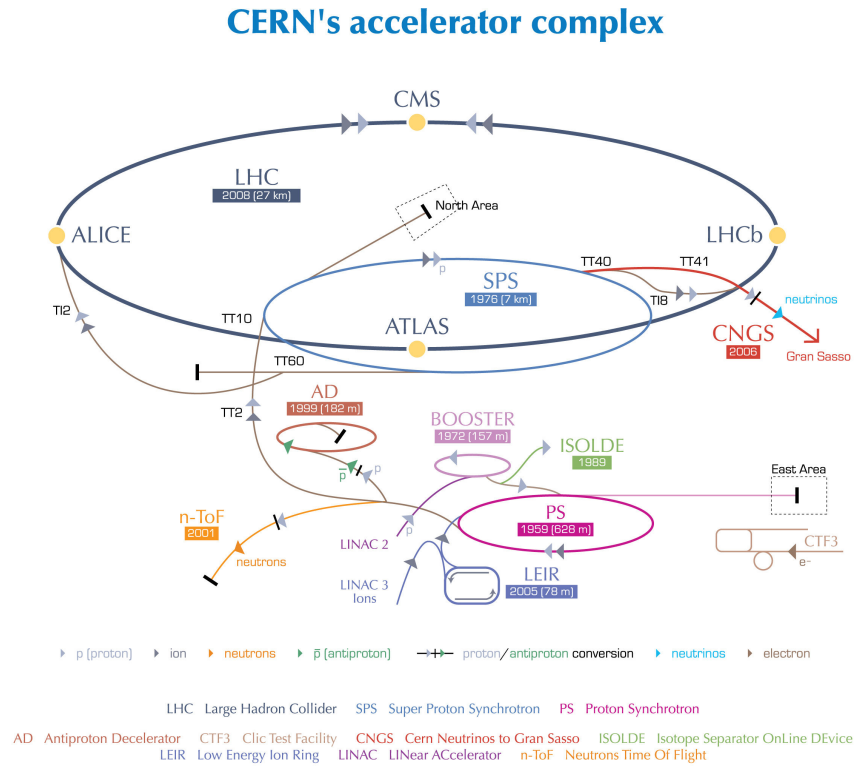 CERN's accelerator complex
CMS
LHC
2008 (27 km)
North Area
ALICE
LHCb
TT40
TT41
SPS
1976 (7 km)
p
TI8
neutrinos
TI2
TT10
ATLAS
CNGS
2006
Gran Sasso
TT60
AD
1999 (182 m)
TT2
BOOSTER
1972 (157 m)
ISOLDE
1989
p̅
p
East Area
n-ToF
2001
PS
1959 (628 m)
p
LINAC 2
neutrons
CTF3
e-
LINAC 3
Ions
LEIR
2005 (78 m)
p (proton)
ion
neutrons
p̅ (antiproton)
proton/antiproton conversion
neutrinos
electron
LHC Large Hadron Collider SPS Super Proton Synchrotron PS Proton Synchrotron
AD Antiproton Decelerator CTF3 Clic Test Facility CNGS Cern Neutrinos to Gran Sasso ISOLDE Isotope Separator OnLine DEvice
LEIR Low Energy Ion Ring LINAC LINear ACcelerator n-ToF Neutrons Time Of Flight